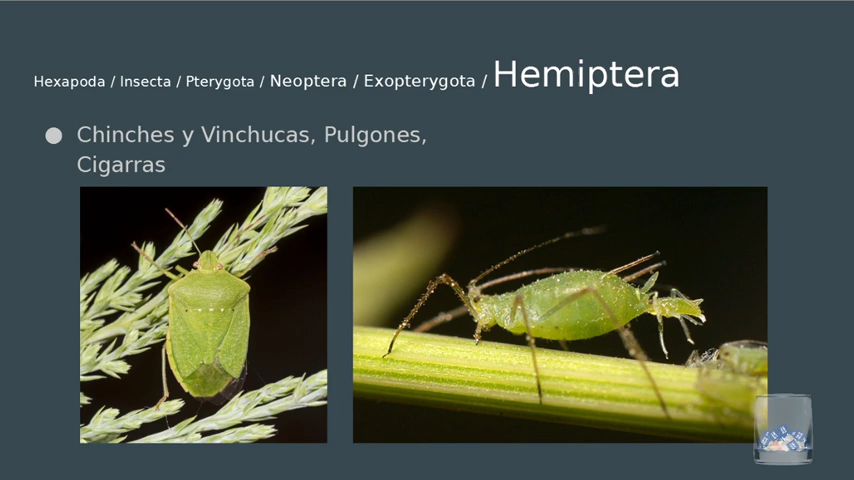 Hexapoda / Insecta / Pterygota / Neoptera / Exopterygota / Hemiptera
● Chinches y Vinchucas, Pulgones,
Cigarras